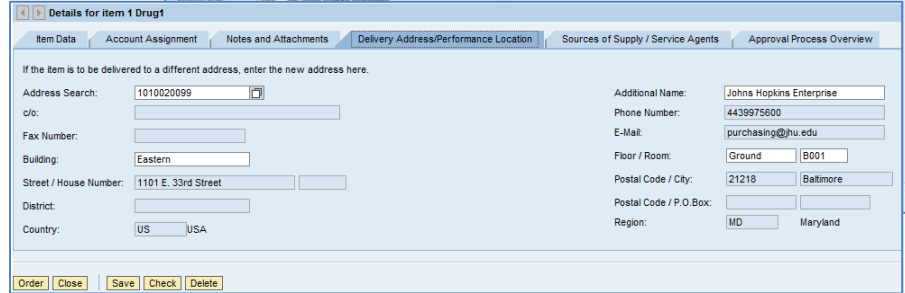 Details for item 1 Drug1
Item Data Account Assignment Notes and Attachments Delivery Address/Performance Location Sources of Supply / Service Agents Approval Process Overview
If the item is to be delivered to a different address, enter the new address here.
Address Search: 1010020099 Additional Name: Johns Hopkins Enterprise
c/o: Phone Number: 4439975600
Fax Number: E-Mail: purchasing@jhu.edu
Building: Eastern Floor / Room: Ground B001
Street / House Number: 1101 E. 33rd Street Postal Code / City: 21218 Baltimore
District: Postal Code / P.O.Box:
Country: US USA Region: MD Maryland
Order Close Save Check Delete